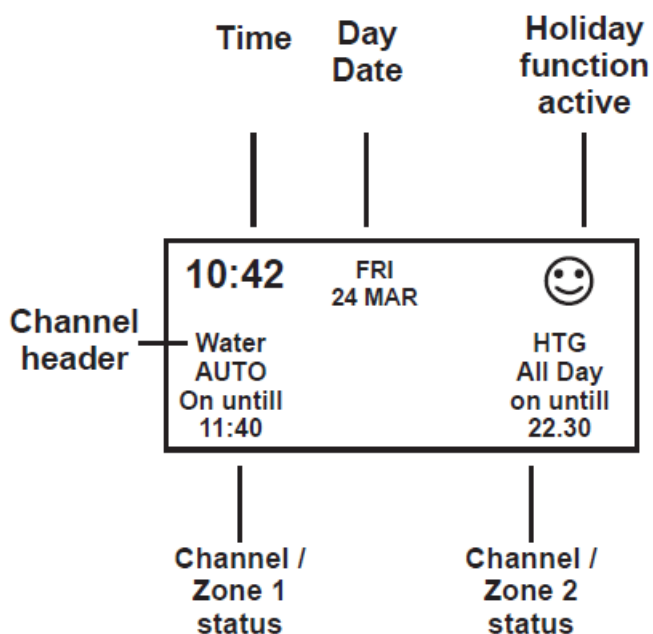 Time
Day
Date
Holiday
function
active
10:42
FRI
24 MAR
Channel
header
Water
AUTO
On untill
11:40
HTG
All Day
on untill
22.30
Channel /
Zone 1
status
Channel /
Zone 2
status